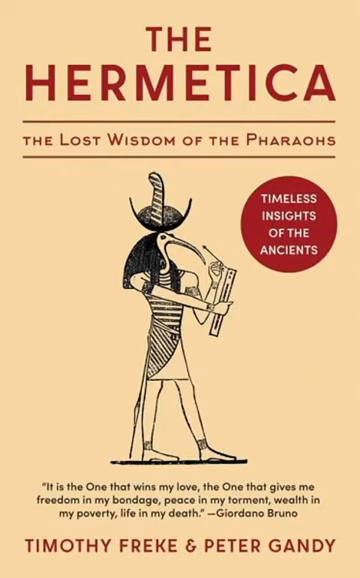 THE
HERMETICA
THE LOST WISDOM OF THE PHARAOHS
TIMELESS
INSIGHTS
OF THE
ANCIENTS
“It is the One that wins my love, the One that gives me
freedom in my bondage, peace in my torment, wealth in
my poverty, life in my death.” —Giordano Bruno
TIMOTHY FREKE & PETER GANDY